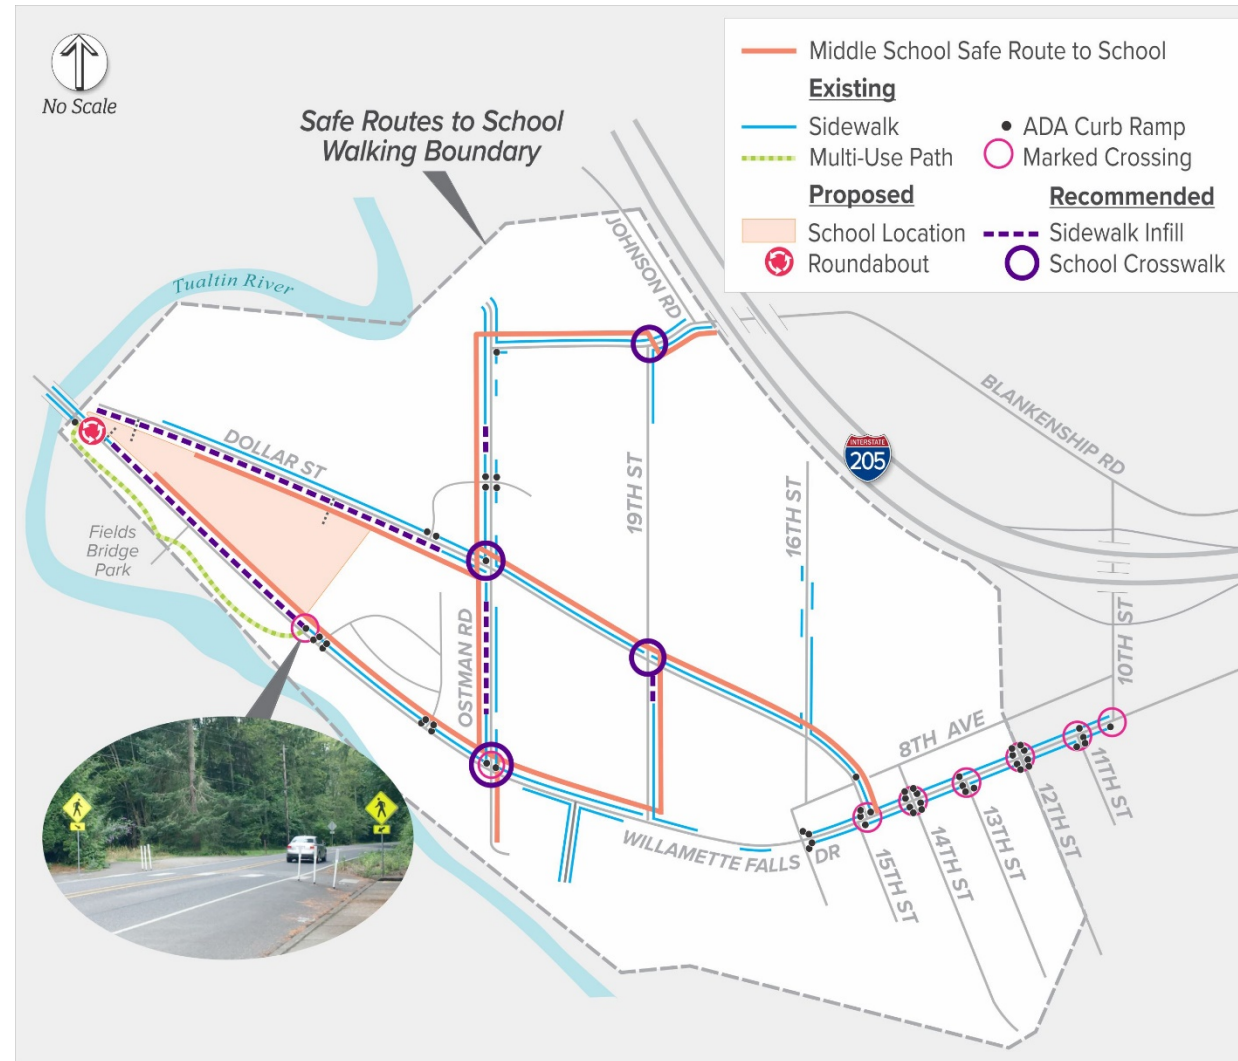 No Scale
Safe Routes to School
Walking Boundary
Middle School Safe Route to School
Existing
Sidewalk
ADA Curb Ramp
Multi-Use Path
Marked Crossing
Proposed
Recommended
School Location
Sidewalk Infill
Roundabout
School Crosswalk
Tualtin River
JOHNSON RD
BLANKENSHIP RD
INTERSTATE
205
DOLLAR ST
19TH ST
16TH ST
10TH ST
Fields
Bridge
Park
OSTMAN RD
8TH AVE
WILLAMETTE FALLS DR
15TH ST
14TH ST
13TH ST
12TH ST
11TH ST